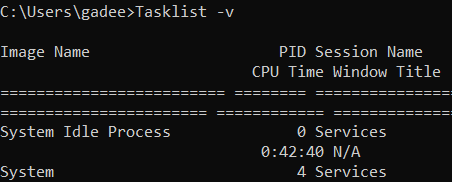 C:\Users\gadee>Tasklist -v
Image Name                     PID Session Name
                            CPU Time Window Title
========================= ======== ================
======================= ============ ==============
System Idle Process              0 Services
                             0:42:40 N/A
System                           4 Services